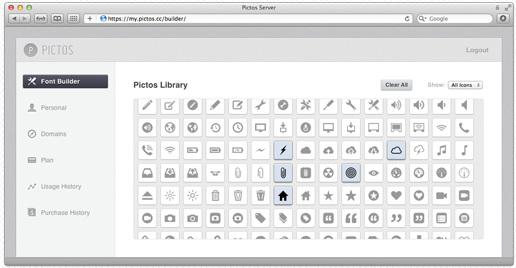 Pictos Server
https://my.pictos.cc/builder/
Google
P PICTOS
Logout
Font Builder
Pictos Library
Clear All
Show:
All Icons
Personal
Domains
Plan
Usage History
Purchase History